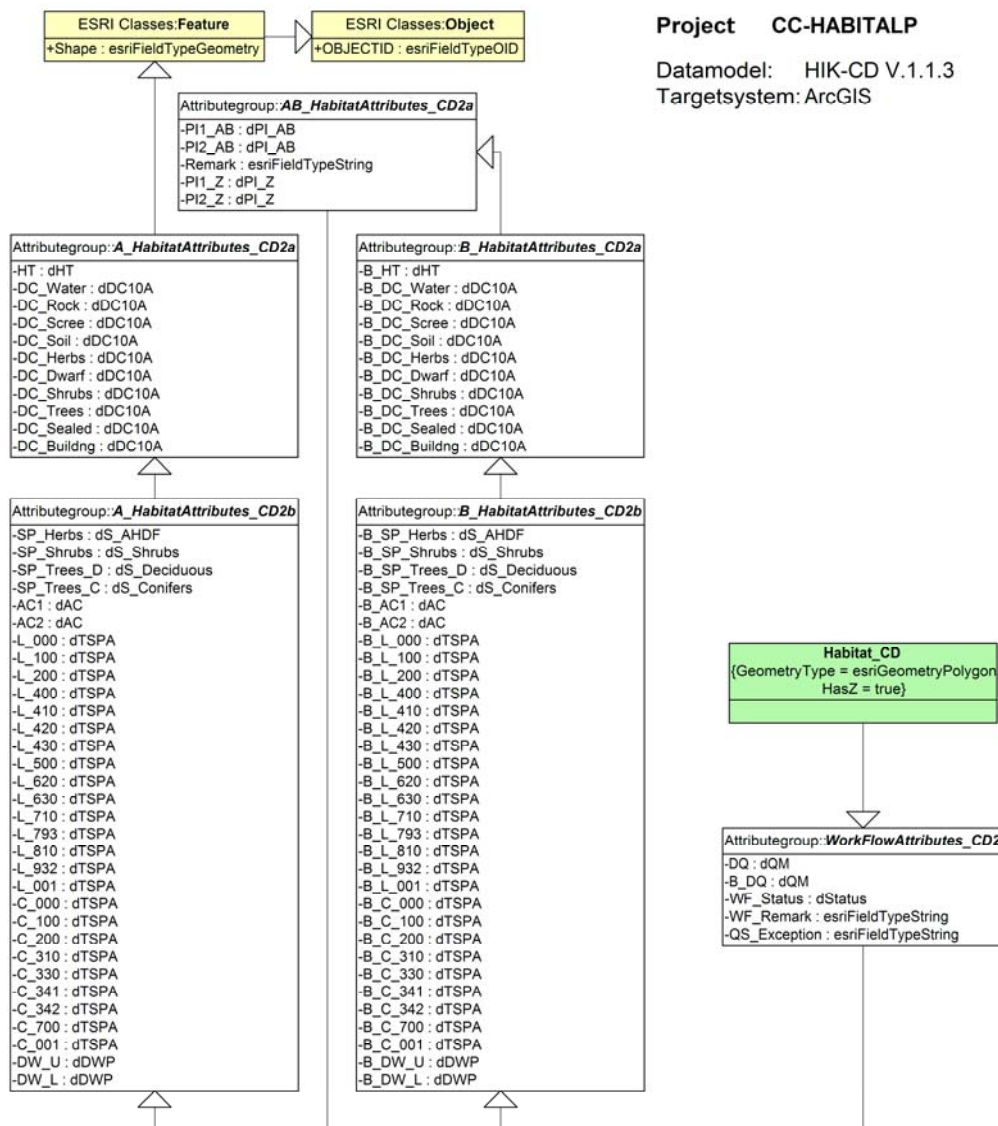 ESRI Classes:Feature
+Shape : esriFieldTypeGeometry
ESRI Classes:Object
+OBJECTID : esriFieldTypeOID
Project CC-HABITALP
Datamodel: HIK-CD V.1.1.3
Targetsystem: ArcGIS
Attributegroup::AB_HabitatAttributes_CD2a
-PI1_AB : dPI_AB
-PI2_AB : dPI_AB
-Remark : esriFieldTypeString
-PI1_Z : dPI_Z
-PI2_Z : dPI_Z
Attributegroup::A_HabitatAttributes_CD2a
-HT : dHT
-DC_Water : dDC10A
-DC_Rock : dDC10A
-DC_Scree : dDC10A
-DC_Soil : dDC10A
-DC_Herbs : dDC10A
-DC_Dwarf : dDC10A
-DC_Shrubs : dDC10A
-DC_Trees : dDC10A
-DC_Sealed : dDC10A
-DC_Buildng : dDC10A
Attributegroup::B_HabitatAttributes_CD2a
-B_HT : dHT
-B_DC_Water : dDC10A
-B_DC_Rock : dDC10A
-B_DC_Scree : dDC10A
-B_DC_Soil : dDC10A
-B_DC_Herbs : dDC10A
-B_DC_Dwarf : dDC10A
-B_DC_Shrubs : dDC10A
-B_DC_Trees : dDC10A
-B_DC_Sealed : dDC10A
-B_DC_Buildng : dDC10A
Attributegroup::A_HabitatAttributes_CD2b
-SP_Herbs : dS_AHDF
-SP_Shrubs : dS_Shrubs
-SP_Trees_D : dS_Deciduous
-SP_Trees_C : dS_Conifers
-AC1 : dAC
-AC2 : dAC
-L_000 : dTSPA
-L_100 : dTSPA
-L_200 : dTSPA
-L_400 : dTSPA
-L_410 : dTSPA
-L_420 : dTSPA
-L_430 : dTSPA
-L_500 : dTSPA
-L_620 : dTSPA
-L_630 : dTSPA
-L_710 : dTSPA
-L_793 : dTSPA
-L_810 : dTSPA
-L_932 : dTSPA
-L_001 : dTSPA
-C_000 : dTSPA
-C_100 : dTSPA
-C_200 : dTSPA
-C_310 : dTSPA
-C_330 : dTSPA
-C_341 : dTSPA
-C_342 : dTSPA
-C_700 : dTSPA
-C_001 : dTSPA
-DW_U : dDWP
-DW_L : dDWP
Attributegroup::B_HabitatAttributes_CD2b
-B_SP_Herbs : dS_AHDF
-B_SP_Shrubs : dS_Shrubs
-B_SP_Trees_D : dS_Deciduous
-B_SP_Trees_C : dS_Conifers
-B_AC1 : dAC
-B_AC2 : dAC
-B_L_000 : dTSPA
-B_L_100 : dTSPA
-B_L_200 : dTSPA
-B_L_400 : dTSPA
-B_L_410 : dTSPA
-B_L_420 : dTSPA
-B_L_430 : dTSPA
-B_L_500 : dTSPA
-B_L_620 : dTSPA
-B_L_630 : dTSPA
-B_L_710 : dTSPA
-B_L_793 : dTSPA
-B_L_810 : dTSPA
-B_L_932 : dTSPA
-B_L_001 : dTSPA
-B_C_000 : dTSPA
-B_C_100 : dTSPA
-B_C_200 : dTSPA
-B_C_310 : dTSPA
-B_C_330 : dTSPA
-B_C_341 : dTSPA
-B_C_342 : dTSPA
-B_C_700 : dTSPA
-B_C_001 : dTSPA
-B_DW_U : dDWP
-B_DW_L : dDWP
Habitat_CD
{GeometryType = esriGeometryPolygon
HasZ = true}
Attributegroup::WorkFlowAttributes_CD2
-DQ : dQM
-B_DQ : dQM
-WF_Status : dStatus
-WF_Remark : esriFieldTypeString
-QS_Exception : esriFieldTypeString